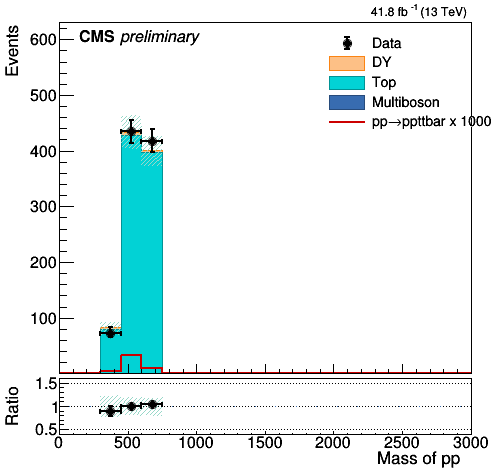 41.8 fb⁻¹ (13 TeV)
CMS preliminary
Events
600
500
400
300
200
100
Data
DY
Top
Multiboson
pp→ppttbar x 1000
Ratio
1.5
1
0.5
0 500 1000 1500 2000 2500 3000
Mass of pp